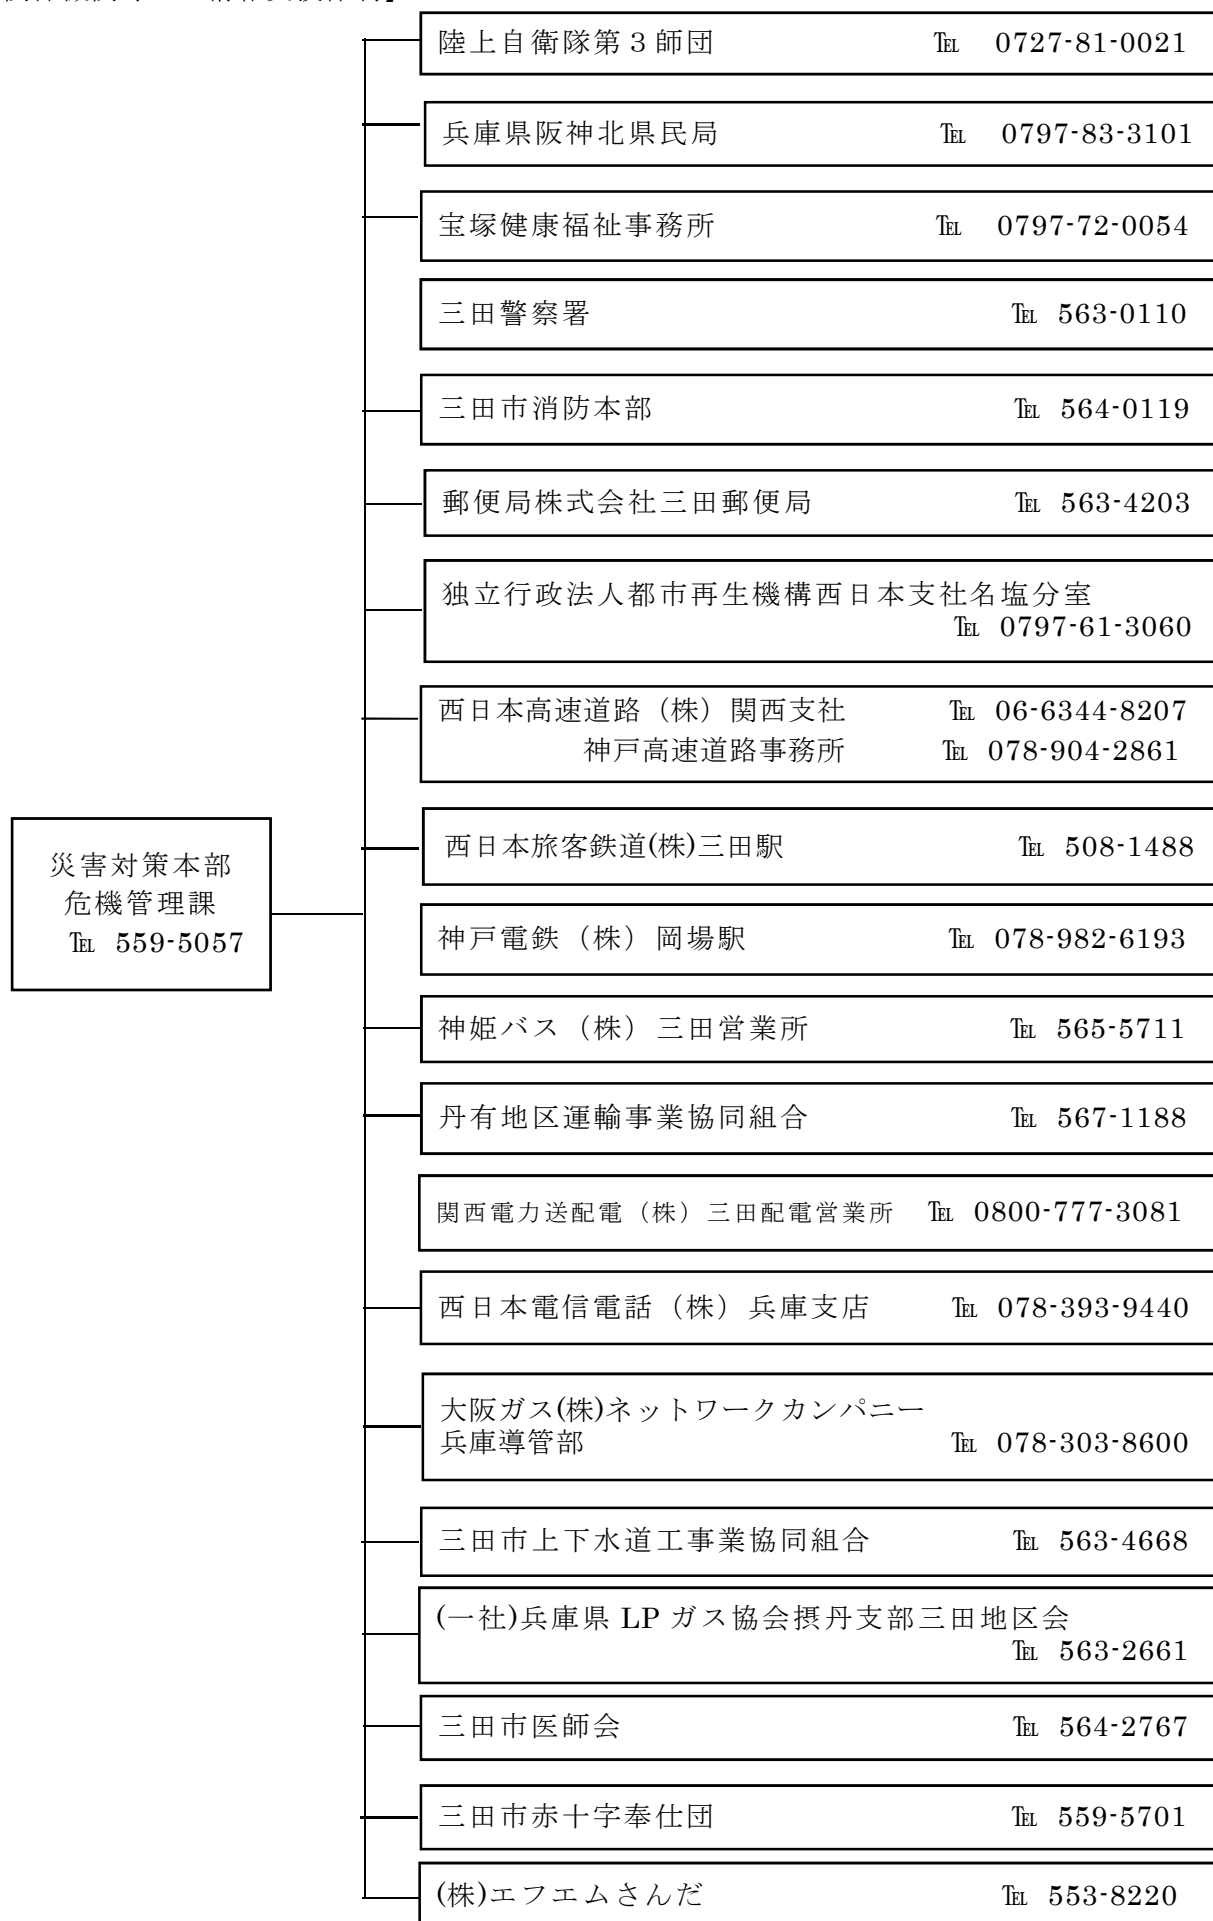 陸上自衛隊第３師団 ℡ 0727-81-0021
兵庫県阪神北県民局 ℡ 0797-83-3101
宝塚健康福祉事務所 ℡ 0797-72-0054
三田警察署 ℡ 563-0110
三田市消防本部 ℡ 564-0119
郵便局株式会社三田郵便局 ℡ 563-4203
独立行政法人都市再生機構西日本支社名塩分室
℡ 0797-61-3060
西日本高速道路（株）関西支社 ℡ 06-6344-8207
神戸高速道路事務所 ℡ 078-904-2861
災害対策本部
危機管理課
℡ 559-5057
西日本旅客鉄道(株)三田駅 ℡ 508-1488
神戸電鉄（株）岡場駅 ℡ 078-982-6193
神姫バス（株）三田営業所 ℡ 565-5711
丹有地区運輸事業協同組合 ℡ 567-1188
関西電力送配電（株）三田配電営業所 ℡ 0800-777-3081
西日本電信電話（株）兵庫支店 ℡ 078-393-9440
大阪ガス(株)ネットワークカンパニー
兵庫導管部 ℡ 078-303-8600
三田市上下水道工事業協同組合 ℡ 563-4668
(一社)兵庫県 LP ガス協会摂丹支部三田地区会
℡ 563-2661
三田市医師会 ℡ 564-2767
三田市赤十字奉仕団 ℡ 559-5701
(株)エフエムさんだ ℡ 553-8220